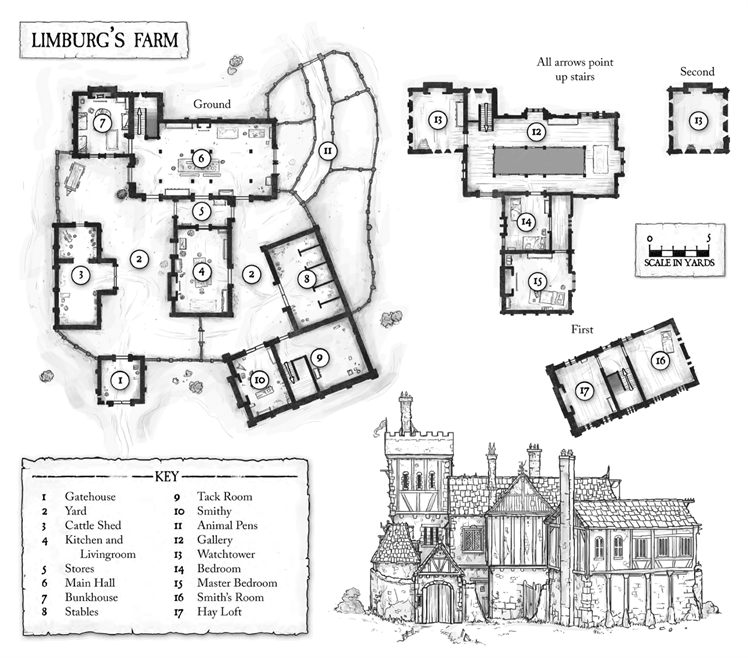 LIMBURG'S FARM
Ground
7
6
5
4
3
2
2
8
11
1
10
9
All arrows point
up stairs
13
12
14
15
Second
13
0 5
SCALE IN YARDS
First
17
16
KEY
1 Gatehouse
2 Yard
3 Cattle Shed
4 Kitchen and
Livingroom
5 Stores
6 Main Hall
7 Bunkhouse
8 Stables
9 Tack Room
10 Smithy
11 Animal Pens
12 Gallery
13 Watchtower
14 Bedroom
15 Master Bedroom
16 Smith's Room
17 Hay Loft